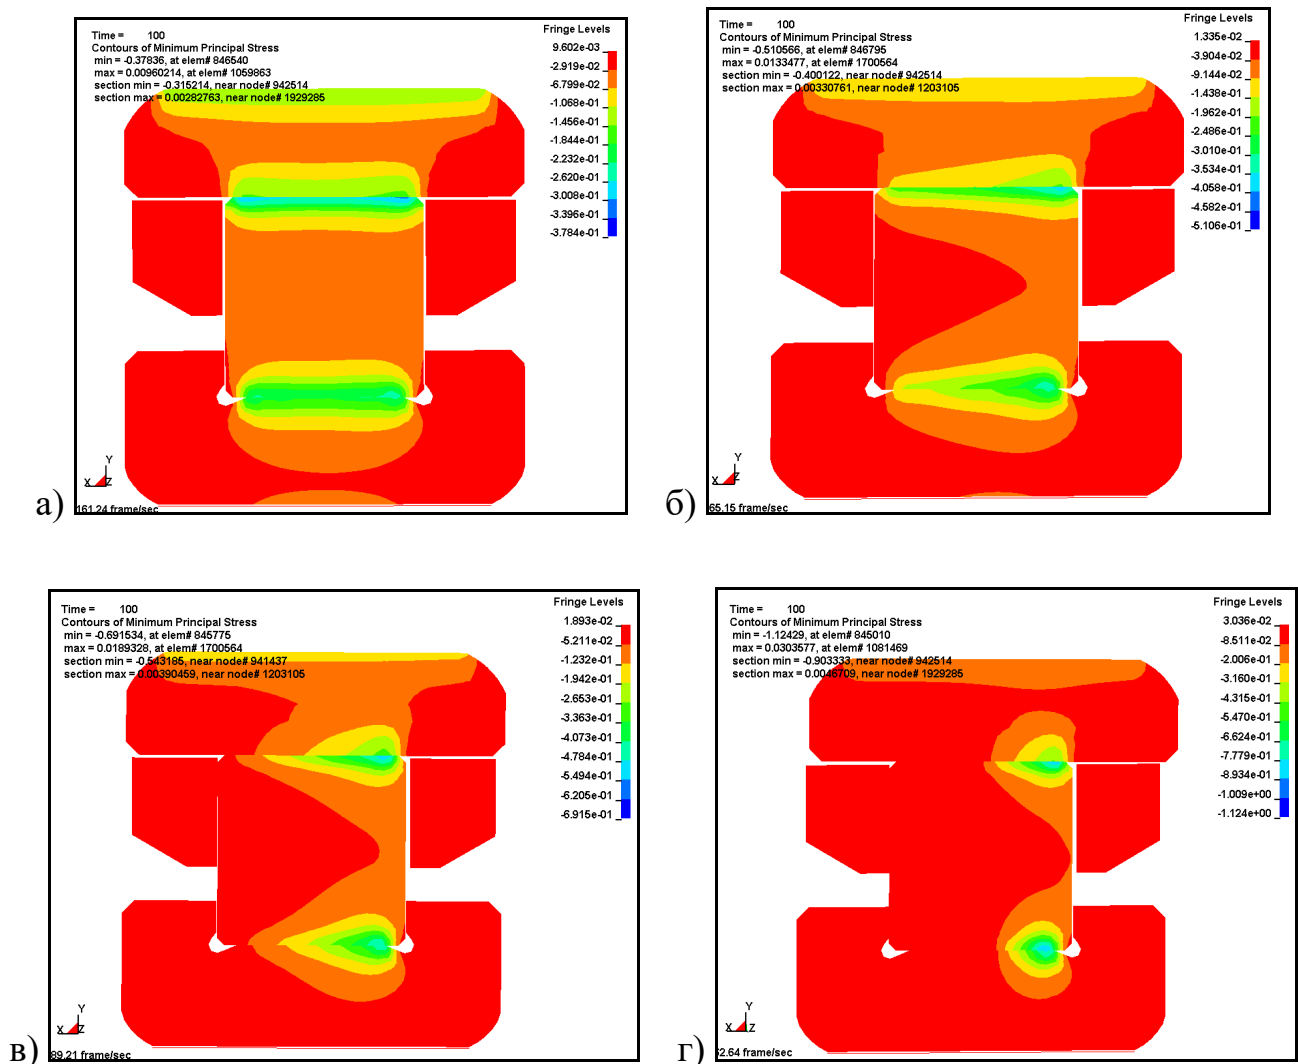 Time = 100
Contours of Minimum Principal Stress
min = -0.37836, at elem# 846540
max = 0.00960214, at elem# 1059863
section min = -0.315214, near node# 942514
section max = 0.00282763, near node# 1929285
Fringe Levels
9.602e-03
-2.919e-02
-6.799e-02
-1.068e-01
-1.456e-01
-1.844e-01
-2.232e-01
-2.620e-01
-3.008e-01
-3.396e-01
-3.784e-01
Y
X Z
161.24 frame/sec
а)
Time = 100
Contours of Minimum Principal Stress
min = -0.510566, at elem# 846795
max = 0.0133477, at elem# 1700564
section min = -0.400122, near node# 942514
section max = 0.00330761, near node# 1203105
Fringe Levels
1.335e-02
-3.904e-02
-9.144e-02
-1.438e-01
-1.962e-01
-2.486e-01
-3.010e-01
-3.534e-01
-4.058e-01
-4.582e-01
-5.106e-01
Y
X Z
65.15 frame/sec
б)
Time = 100
Contours of Minimum Principal Stress
min = -0.691534, at elem# 845775
max = 0.0189328, at elem# 1700564
section min = -0.543185, near node# 941437
section max = 0.00390459, near node# 1203105
Fringe Levels
1.893e-02
-5.211e-02
-1.232e-01
-1.942e-01
-2.653e-01
-3.363e-01
-4.073e-01
-4.784e-01
-5.494e-01
-6.205e-01
-6.915e-01
Y
X Z
89.21 frame/sec
в)
Time = 100
Contours of Minimum Principal Stress
min = -1.12429, at elem# 845010
max = 0.0303577, at elem# 1081469
section min = -0.903333, near node# 942514
section max = 0.0046709, near node# 1929285
Fringe Levels
3.036e-02
-8.511e-02
-2.006e-01
-3.160e-01
-4.315e-01
-5.470e-01
-6.624e-01
-7.779e-01
-8.934e-01
-1.009e+00
-1.124e+00
Y
X Z
2.64 frame/sec
г)